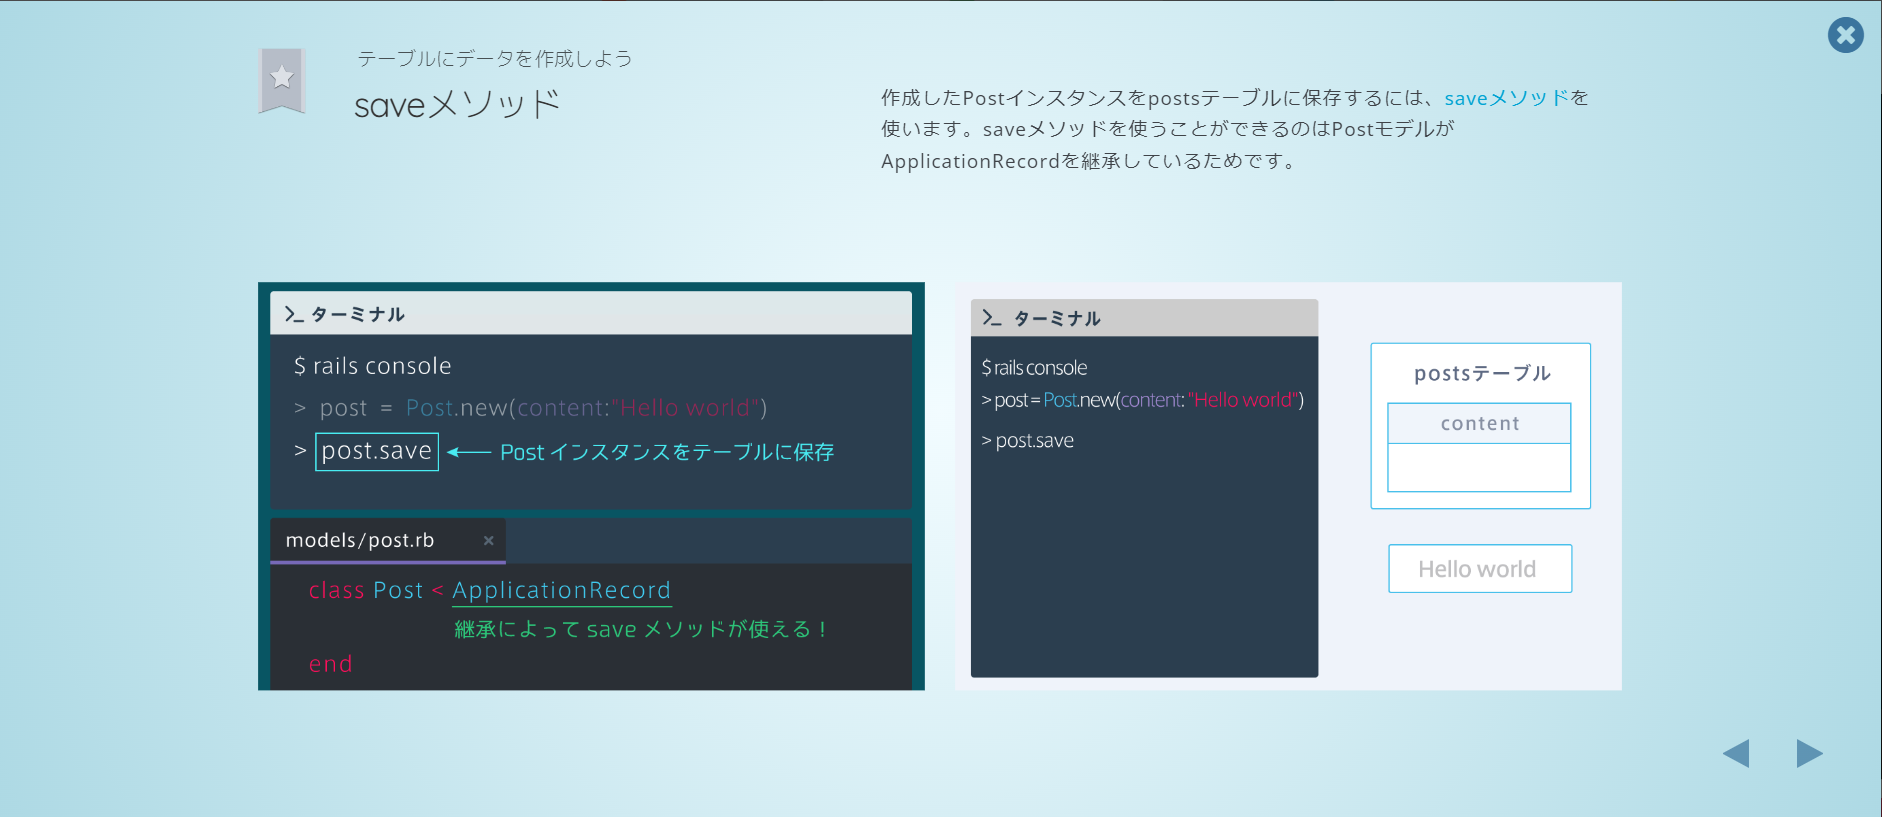 テーブルにデータを作成しよう
saveメソッド
作成したPostインスタンスをpostsテーブルに保存するには、saveメソッドを
使います。saveメソッドを使うことができるのはPostモデルが
ApplicationRecordを継承しているためです。
>_ ターミナル
$ rails console
> post = Post.new(content:"Hello world")
> post.save ← Post インスタンスをテーブルに保存
models/post.rb ×
class Post < ApplicationRecord
継承によって save メソッドが使える！
end
>_ ターミナル
$ rails console
> post = Post.new(content: "Hello world")
> post.save
postsテーブル
content
Hello world